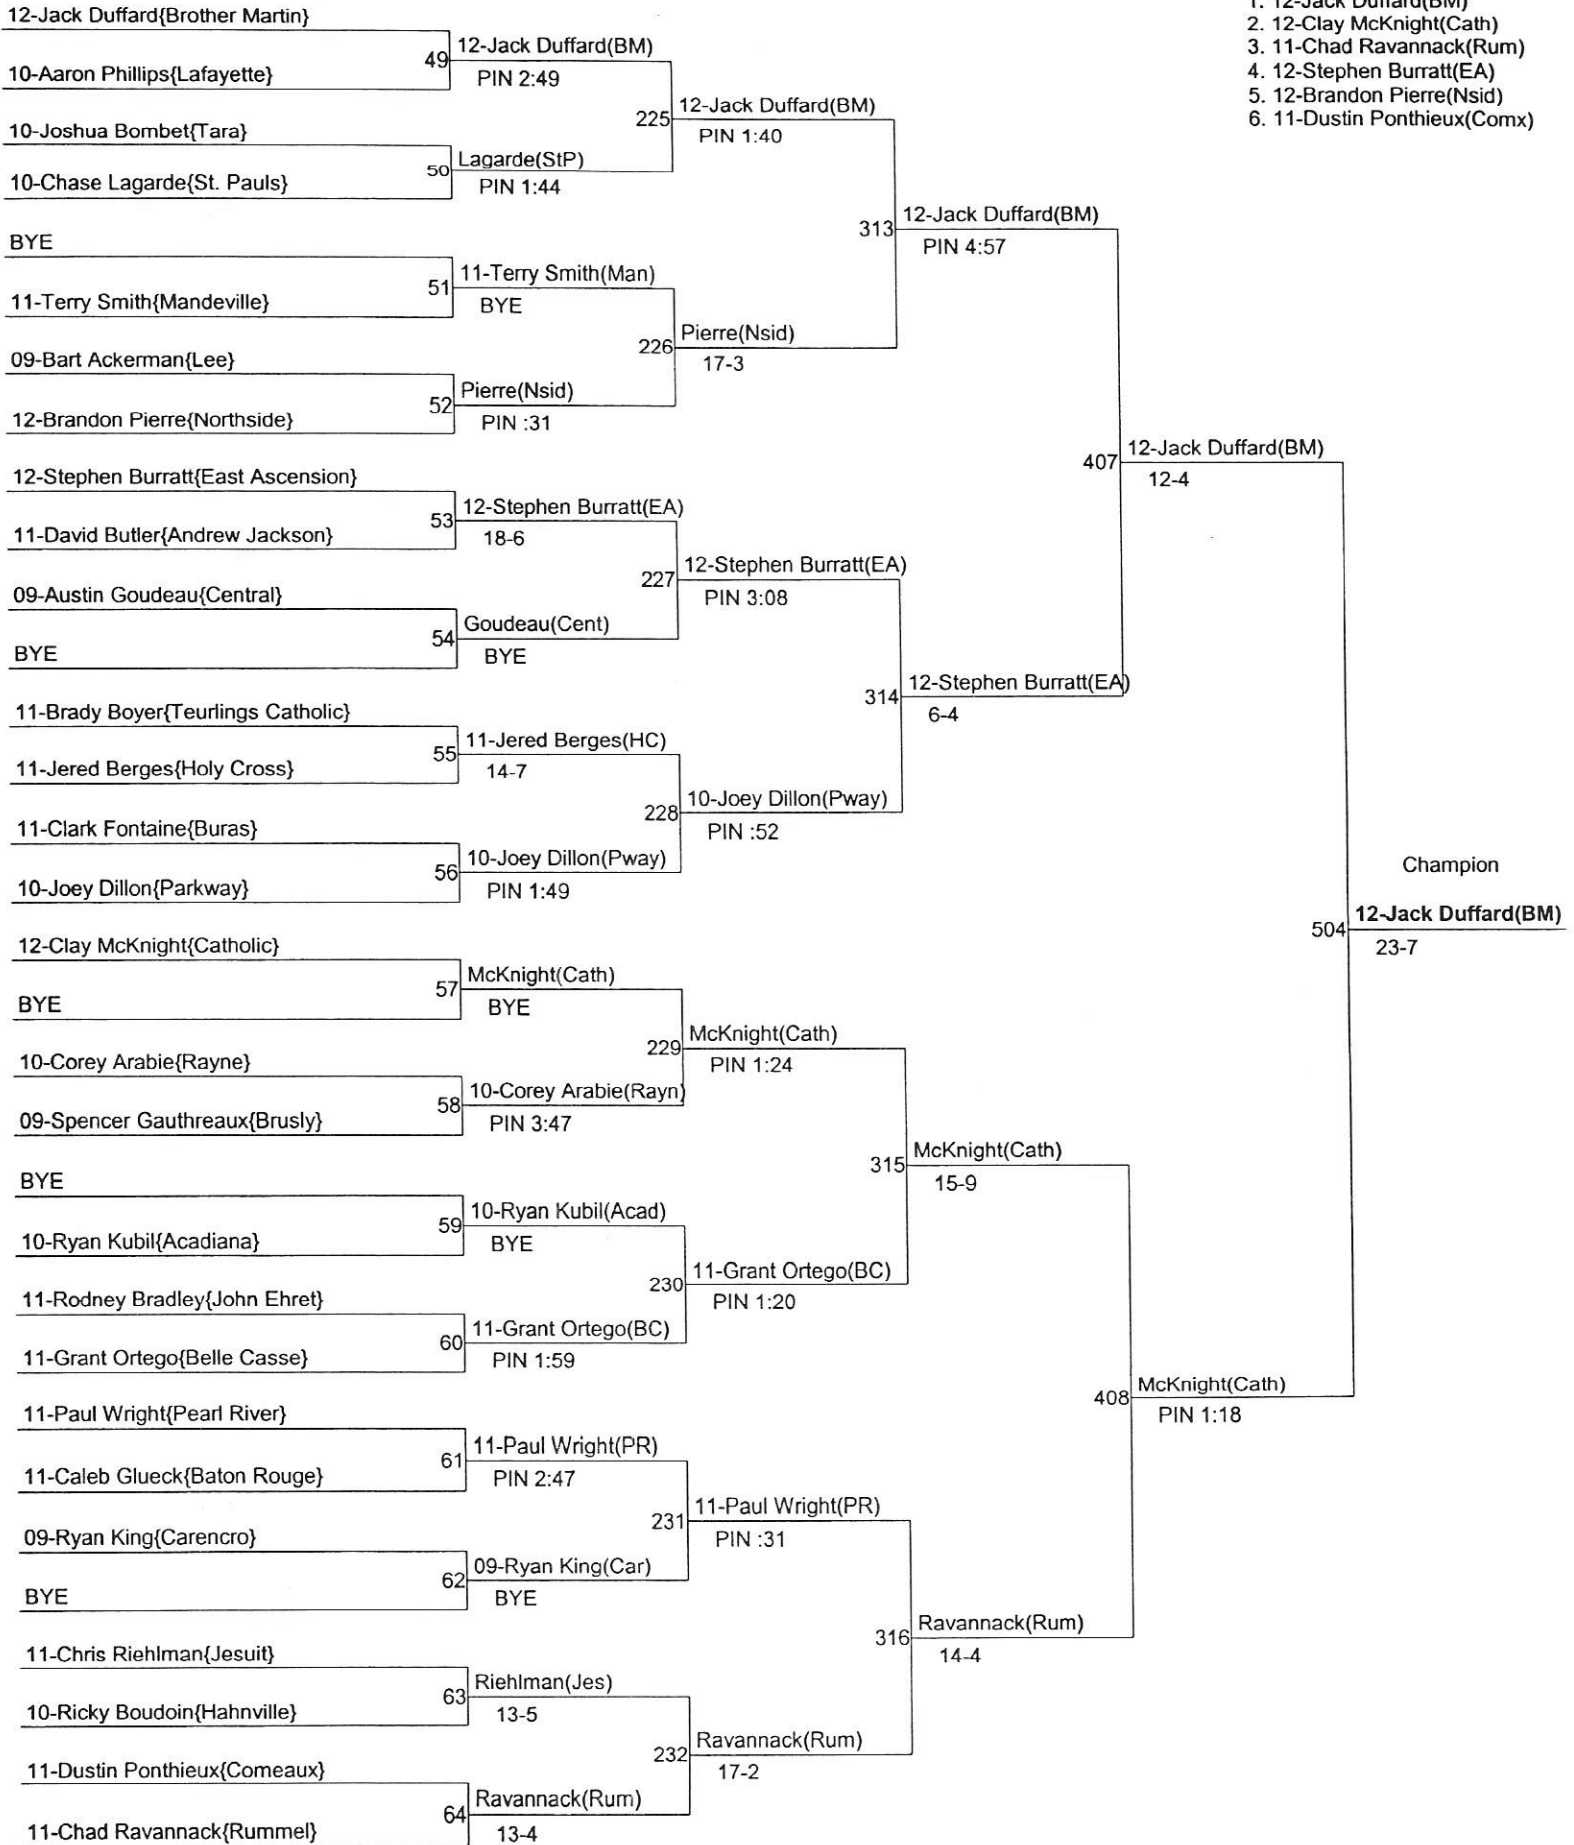 1. 12-Jack Duffard(BM)
2. 12-Clay McKnight(Cath)
3. 11-Chad Ravannack(Rum)
4. 12-Stephen Burratt(EA)
5. 12-Brandon Pierre(Nsid)
6. 11-Dustin Ponthieux(Comx)
12-Jack Duffard{Brother Martin}
10-Aaron Phillips{Lafayette}
10-Joshua Bombet{Tara}
10-Chase Lagarde{St. Pauls}
BYE
11-Terry Smith{Mandeville}
09-Bart Ackerman{Lee}
12-Brandon Pierre{Northside}
12-Stephen Burratt{East Ascension}
11-David Butler{Andrew Jackson}
09-Austin Goudeau{Central}
BYE
11-Brady Boyer{Teurlings Catholic}
11-Jered Berges{Holy Cross}
11-Clark Fontaine{Buras}
10-Joey Dillon{Parkway}
12-Clay McKnight{Catholic}
BYE
10-Corey Arabie{Rayne}
09-Spencer Gauthreaux{Brusly}
BYE
10-Ryan Kubil{Acadiana}
11-Rodney Bradley{John Ehret}
11-Grant Ortego{Belle Casse}
11-Paul Wright{Pearl River}
11-Caleb Glueck{Baton Rouge}
09-Ryan King{Carencro}
BYE
11-Chris Riehlman{Jesuit}
10-Ricky Boudoin{Hahnville}
11-Dustin Ponthieux{Comeaux}
11-Chad Ravannack{Rummel}
49 12-Jack Duffard(BM)
PIN 2:49
50 Lagarde(StP)
PIN 1:44
51 11-Terry Smith(Man)
BYE
52 Pierre(Nsid)
PIN :31
53 12-Stephen Burratt(EA)
18-6
54 Goudeau(Cent)
BYE
55 11-Jered Berges(HC)
14-7
56 10-Joey Dillon(Pway)
PIN 1:49
57 McKnight(Cath)
BYE
58 10-Corey Arabie(Rayn)
PIN 3:47
59 10-Ryan Kubil(Acad)
BYE
60 11-Grant Ortego(BC)
PIN 1:59
61 11-Paul Wright(PR)
PIN 2:47
62 09-Ryan King(Car)
BYE
63 Riehlman(Jes)
13-5
64 Ravannack(Rum)
13-4
225 12-Jack Duffard(BM)
PIN 1:40
226 Pierre(Nsid)
17-3
227 12-Stephen Burratt(EA)
PIN 3:08
228 10-Joey Dillon(Pway)
PIN :52
229 McKnight(Cath)
PIN 1:24
230 11-Grant Ortego(BC)
PIN 1:20
231 11-Paul Wright(PR)
PIN :31
232 Ravannack(Rum)
17-2
313 12-Jack Duffard(BM)
PIN 4:57
314 12-Stephen Burratt(EA)
6-4
315 McKnight(Cath)
15-9
316 Ravannack(Rum)
14-4
407 12-Jack Duffard(BM)
12-4
408 McKnight(Cath)
PIN 1:18
Champion
504 12-Jack Duffard(BM)
23-7